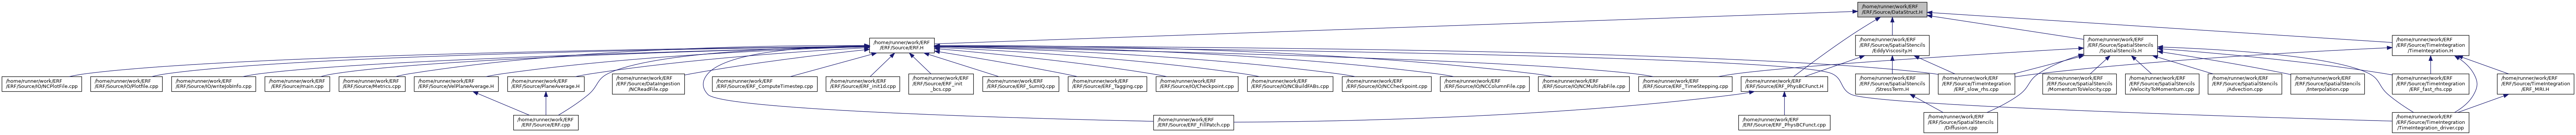 /home/runner/work/ERF
/ERF/Source/DataStruct.H
/home/runner/work/ERF
/ERF/Source/ERF.H
/home/runner/work/ERF
/ERF/Source/SpatialStencils
/EddyViscosity.H
/home/runner/work/ERF
/ERF/Source/SpatialStencils
/SpatialStencils.H
/home/runner/work/ERF
/ERF/Source/TimeIntegration
/TimeIntegration.H
/home/runner/work/ERF
/ERF/Source/IO/NCPlotFile.cpp
/home/runner/work/ERF
/ERF/Source/IO/Plotfile.cpp
/home/runner/work/ERF
/ERF/Source/IO/writeJobInfo.cpp
/home/runner/work/ERF
/ERF/Source/main.cpp
/home/runner/work/ERF
/ERF/Source/Metrics.cpp
/home/runner/work/ERF
/ERF/Source/VelPlaneAverage.H
/home/runner/work/ERF
/ERF/Source/PlaneAverage.H
/home/runner/work/ERF
/ERF/Source/DataIngestion
/NCReadFile.cpp
/home/runner/work/ERF
/ERF/Source/ERF_ComputeTimestep.cpp
/home/runner/work/ERF
/ERF/Source/ERF_init1d.cpp
/home/runner/work/ERF
/ERF/Source/ERF_init
_bcs.cpp
/home/runner/work/ERF
/ERF/Source/ERF_SumIQ.cpp
/home/runner/work/ERF
/ERF/Source/ERF_Tagging.cpp
/home/runner/work/ERF
/ERF/Source/IO/Checkpoint.cpp
/home/runner/work/ERF
/ERF/Source/IO/NCBuildFABs.cpp
/home/runner/work/ERF
/ERF/Source/IO/NCCheckpoint.cpp
/home/runner/work/ERF
/ERF/Source/IO/NCColumnFile.cpp
/home/runner/work/ERF
/ERF/Source/IO/NCMultiFabFile.cpp
/home/runner/work/ERF
/ERF/Source/ERF_TimeStepping.cpp
/home/runner/work/ERF
/ERF/Source/ERF_PhysBCFunct.H
/home/runner/work/ERF
/ERF/Source/SpatialStencils
/StressTerm.H
/home/runner/work/ERF
/ERF/Source/TimeIntegration
/ERF_slow_rhs.cpp
/home/runner/work/ERF
/ERF/Source/SpatialStencils
/MomentumToVelocity.cpp
/home/runner/work/ERF
/ERF/Source/SpatialStencils
/VelocityToMomentum.cpp
/home/runner/work/ERF
/ERF/Source/SpatialStencils
/Advection.cpp
/home/runner/work/ERF
/ERF/Source/SpatialStencils
/Interpolation.cpp
/home/runner/work/ERF
/ERF/Source/TimeIntegration
/ERF_fast_rhs.cpp
/home/runner/work/ERF
/ERF/Source/TimeIntegration
/ERF_MRI.H
/home/runner/work/ERF
/ERF/Source/ERF.cpp
/home/runner/work/ERF
/ERF/Source/ERF_FillPatch.cpp
/home/runner/work/ERF
/ERF/Source/ERF_PhysBCFunct.cpp
/home/runner/work/ERF
/ERF/Source/SpatialStencils
/Diffusion.cpp
/home/runner/work/ERF
/ERF/Source/TimeIntegration
/TimeIntegration_driver.cpp